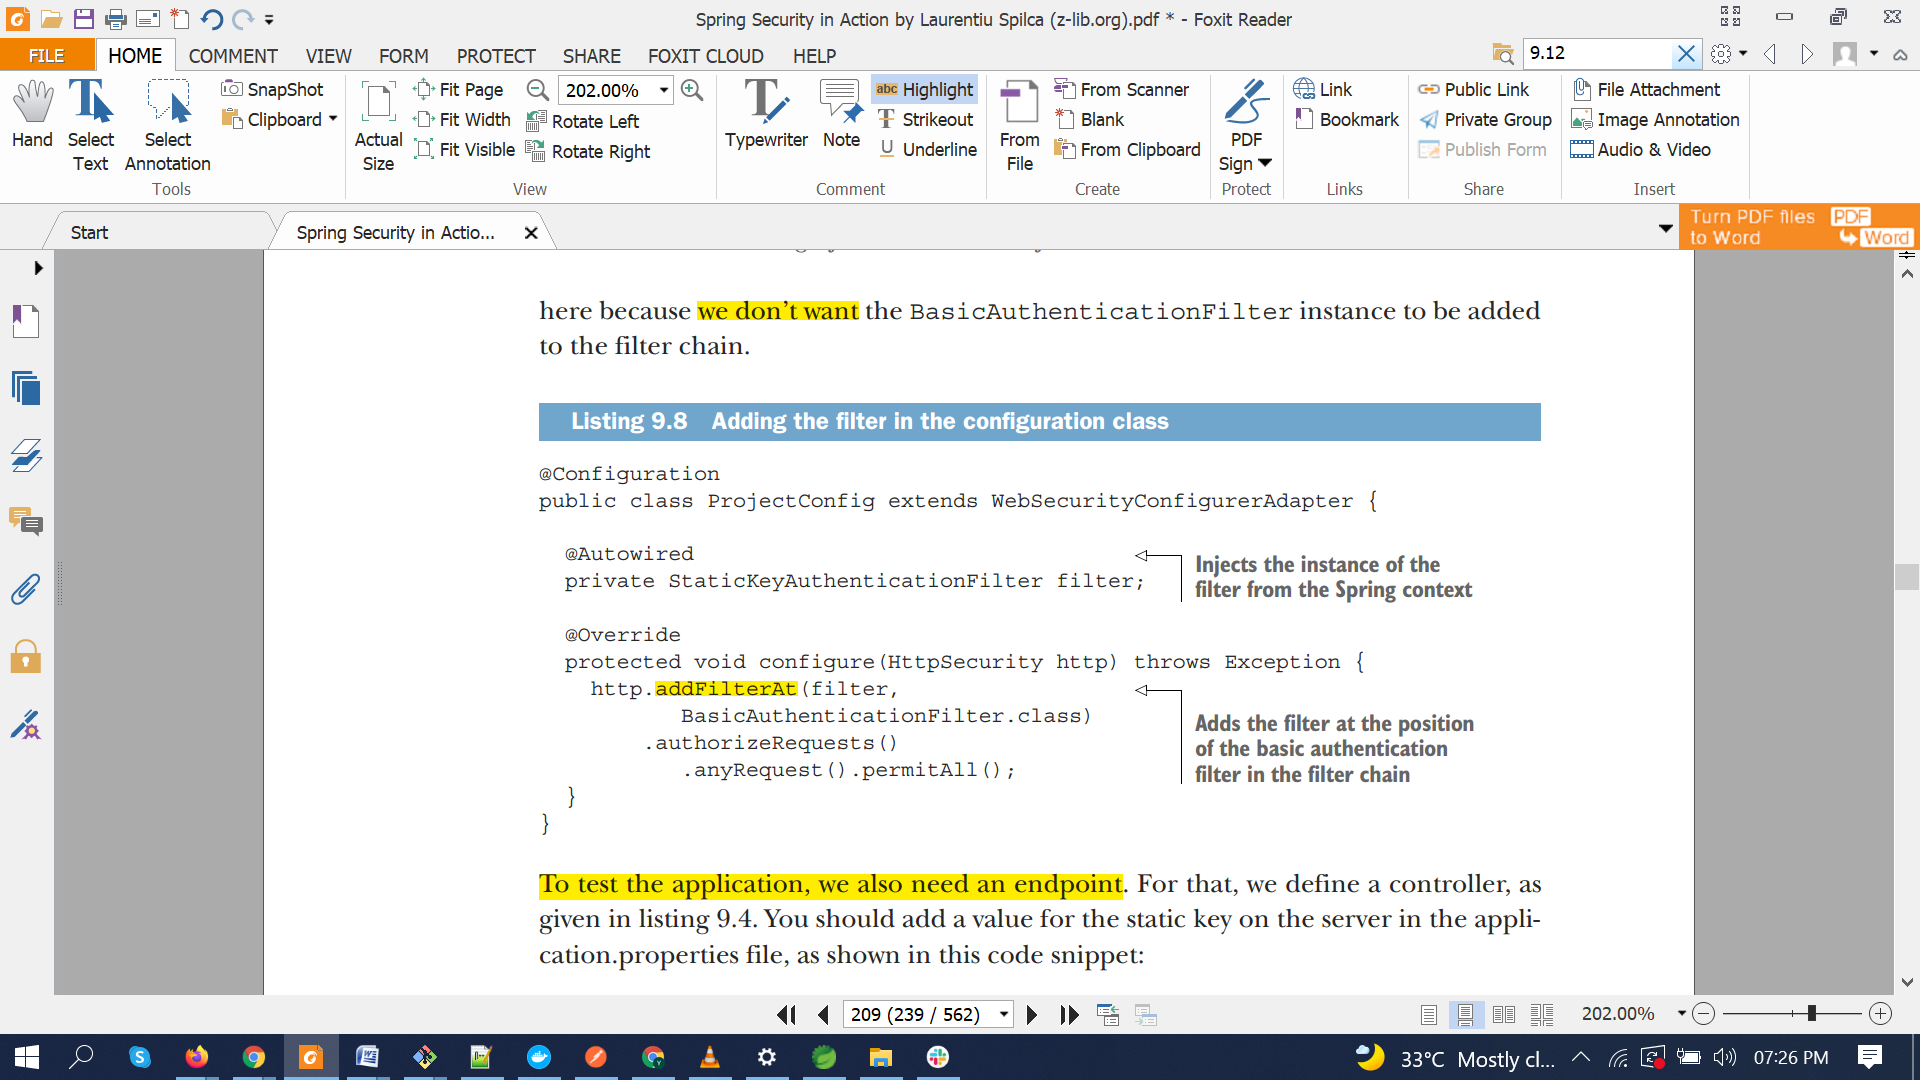 Spring Security in Action by Laurentiu Spilca (z-lib.org).pdf * - Foxit Reader
FILE HOME COMMENT VIEW FORM PROTECT SHARE FOXIT CLOUD HELP 9.12
Hand
Select
Text
Select
Annotation
SnapShot
Clipboard
Tools
Actual
Size
Fit Page
Fit Width
Fit Visible
202.00%
Rotate Left
Rotate Right
View
Typewriter
Note
abc Highlight
Strikeout
Underline
Comment
From
File
From Scanner
Blank
From Clipboard
Create
PDF
Sign
Protect
Link
Bookmark
Links
Public Link
Private Group
Publish Form
Share
File Attachment
Image Annotation
Audio & Video
Insert
Start
Spring Security in Actio...
Turn PDF files
to Word
PDF
Word
here because we don't want the BasicAuthenticationFilter instance to be added
to the filter chain.
Listing 9.8 Adding the filter in the configuration class
@Configuration
public class ProjectConfig extends WebSecurityConfigurerAdapter {
@Autowired
private StaticKeyAuthenticationFilter filter;
Injects the instance of the
filter from the Spring context
@Override
protected void configure(HttpSecurity http) throws Exception {
http.addFilterAt(filter,
BasicAuthenticationFilter.class)
.authorizeRequests()
.anyRequest().permitAll();
}
}
Adds the filter at the position
of the basic authentication
filter in the filter chain
To test the application, we also need an endpoint. For that, we define a controller, as
given in listing 9.4. You should add a value for the static key on the server in the appli-
cation.properties file, as shown in this code snippet:
209 (239 / 562)
202.00%
33°C Mostly cl...
07:26 PM